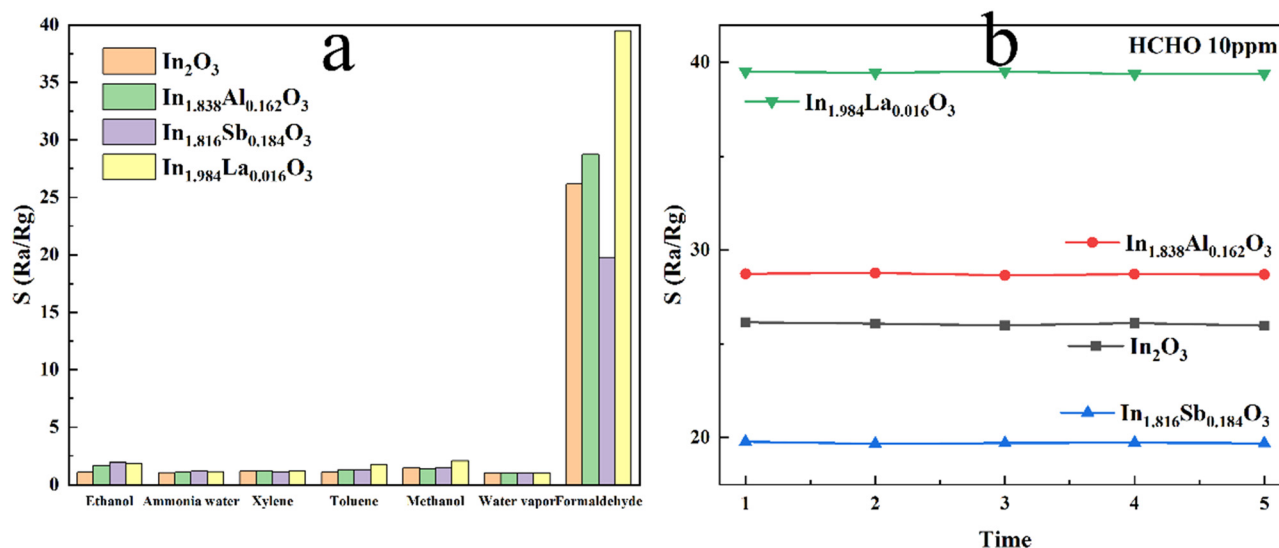 a
S (Ra/Rg)
40
35
30
25
20
15
10
5
0
In₂O₃
In₁.₈₃₈Al₀.₁₆₂O₃
In₁.₈₁₆Sb₀.₁₈₄O₃
In₁.₉₈₄La₀.₀₁₆O₃
Ethanol Ammonia water Xylene Toluene Methanol Water vapor Formaldehyde
b
HCHO 10ppm
S (Ra/Rg)
40
30
20
In₁.₉₈₄La₀.₀₁₆O₃
In₁.₈₃₈Al₀.₁₆₂O₃
In₂O₃
In₁.₈₁₆Sb₀.₁₈₄O₃
1 2 3 4 5
Time